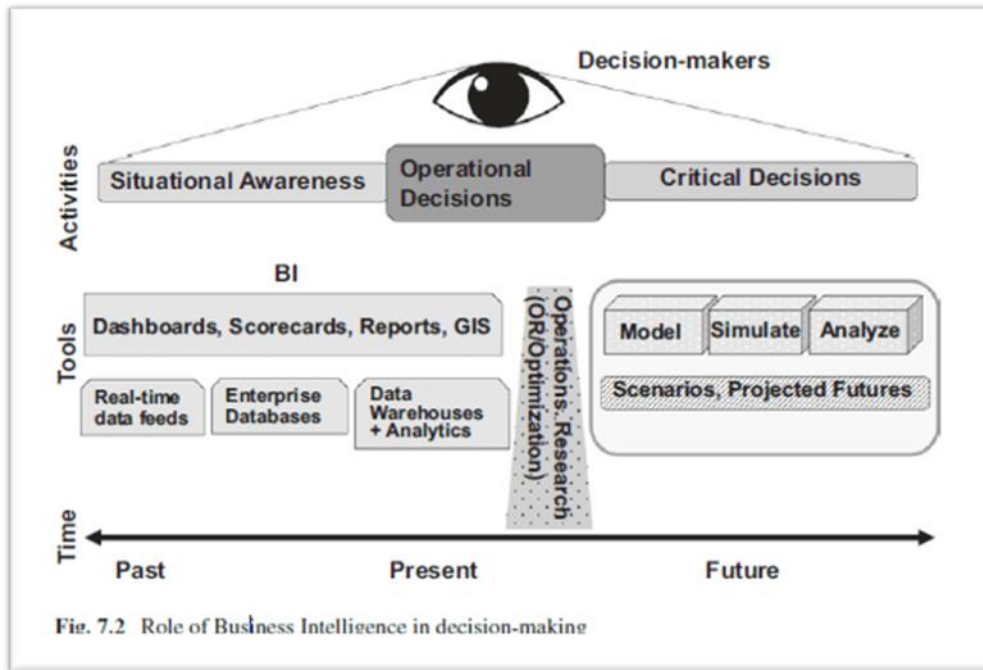 Decision-makers
Activities
Situational Awareness
Operational
Decisions
Critical Decisions
Tools
BI
Dashboards, Scorecards, Reports, GIS
Real-time
data feeds
Enterprise
Databases
Data
Warehouses
+ Analytics
Operations Research
(OR/Optimization)
Model
Simulate
Analyze
Scenarios, Projected Futures
Time
Past
Present
Future
Fig. 7.2 Role of Business Intelligence in decision-making